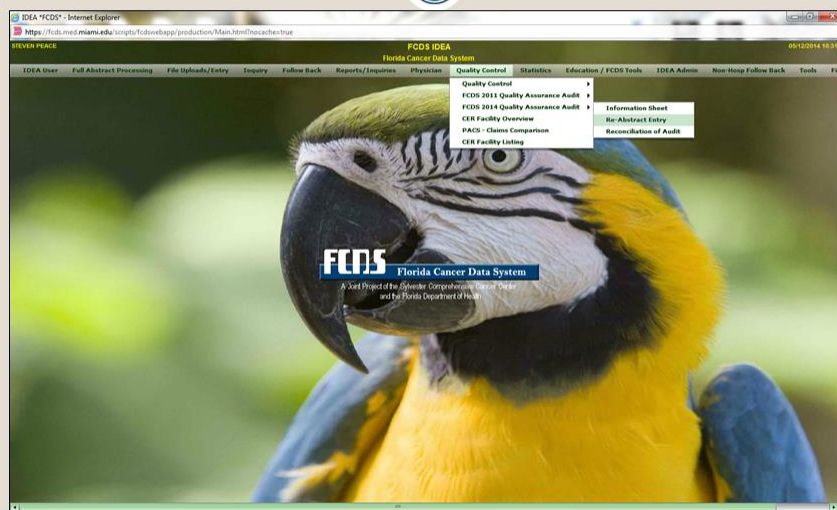 IDEA *FCDS* - Internet Explorer
https://fcds.med.miami.edu/scripts/fcdswebapp/production/Main.html?nocache=true
STEVEN PEACE
FCDS IDEA
05/12/2014 10:31
Florida Cancer Data System
IDEA User Full Abstract Processing File Uploads/Entry Inquiry Follow Back Reports/Inquiries Physician Quality Control Statistics Education / FCDS Tools IDEA Admin Non-Hosp Follow Back Tools
Quality Control
FCDS 2011 Quality Assurance Audit
FCDS 2014 Quality Assurance Audit
CER Facility Overview
PACS - Claims Comparison
CER Facility Listing
Information Sheet
Re-Abstract Entry
Reconciliation of Audit
FCDS
Florida Cancer Data System
A Joint Project of the Sylvester Comprehensive Cancer Center
and the Florida Department of Health